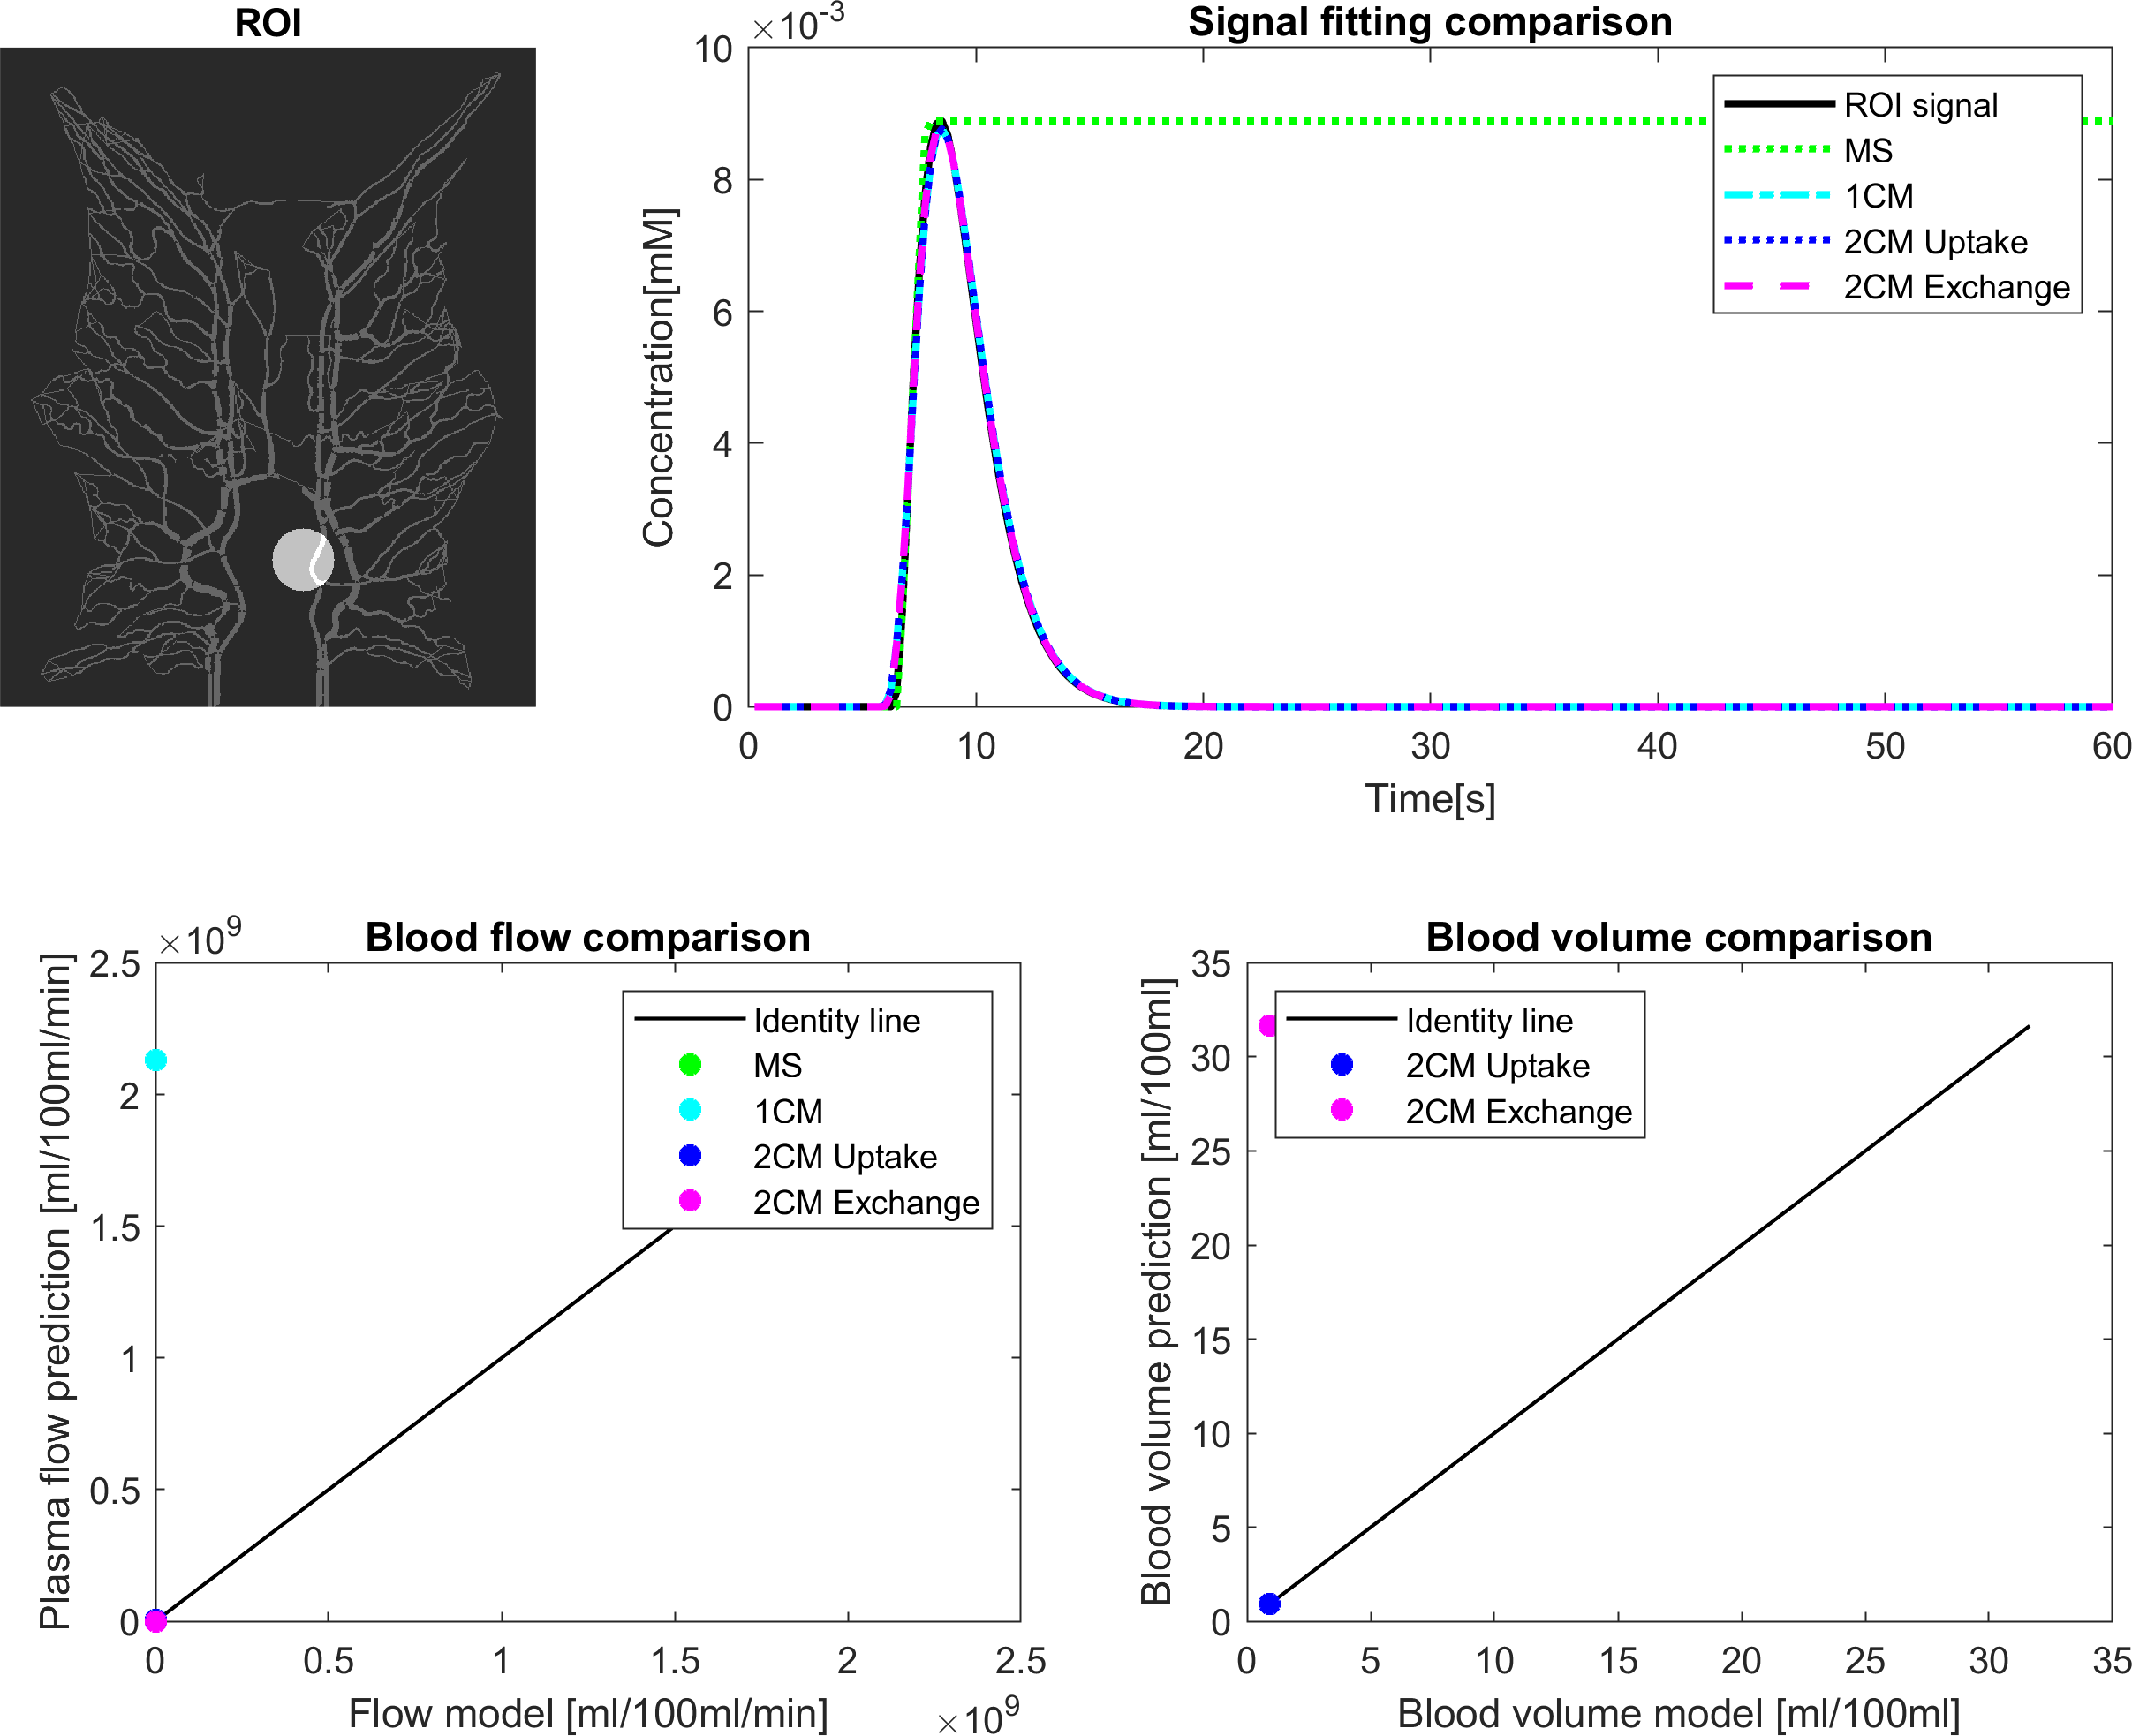 ROI
Signal fitting comparison
×10⁻³
10
8
6
4
2
0
Concentration[mM]
0 10 20 30 40 50 60
Time[s]
ROI signal
MS
1CM
2CM Uptake
2CM Exchange
Blood flow comparison
×10⁹
2.5
2
1.5
1
0.5
0
Plasma flow prediction [ml/100ml/min]
0 0.5 1 1.5 2 2.5
Flow model [ml/100ml/min]
×10⁹
Identity line
MS
1CM
2CM Uptake
2CM Exchange
Blood volume comparison
35
30
25
20
15
10
5
0
Blood volume prediction [ml/100ml]
0 5 10 15 20 25 30 35
Blood volume model [ml/100ml]
Identity line
2CM Uptake
2CM Exchange